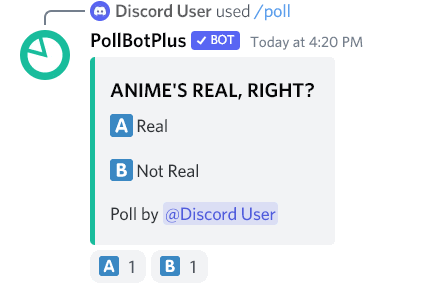 Discord User used /poll
PollBotPlus ✓ BOT Today at 4:20 PM
ANIME'S REAL, RIGHT?
A Real
B Not Real
Poll by @Discord User
A 1 B 1